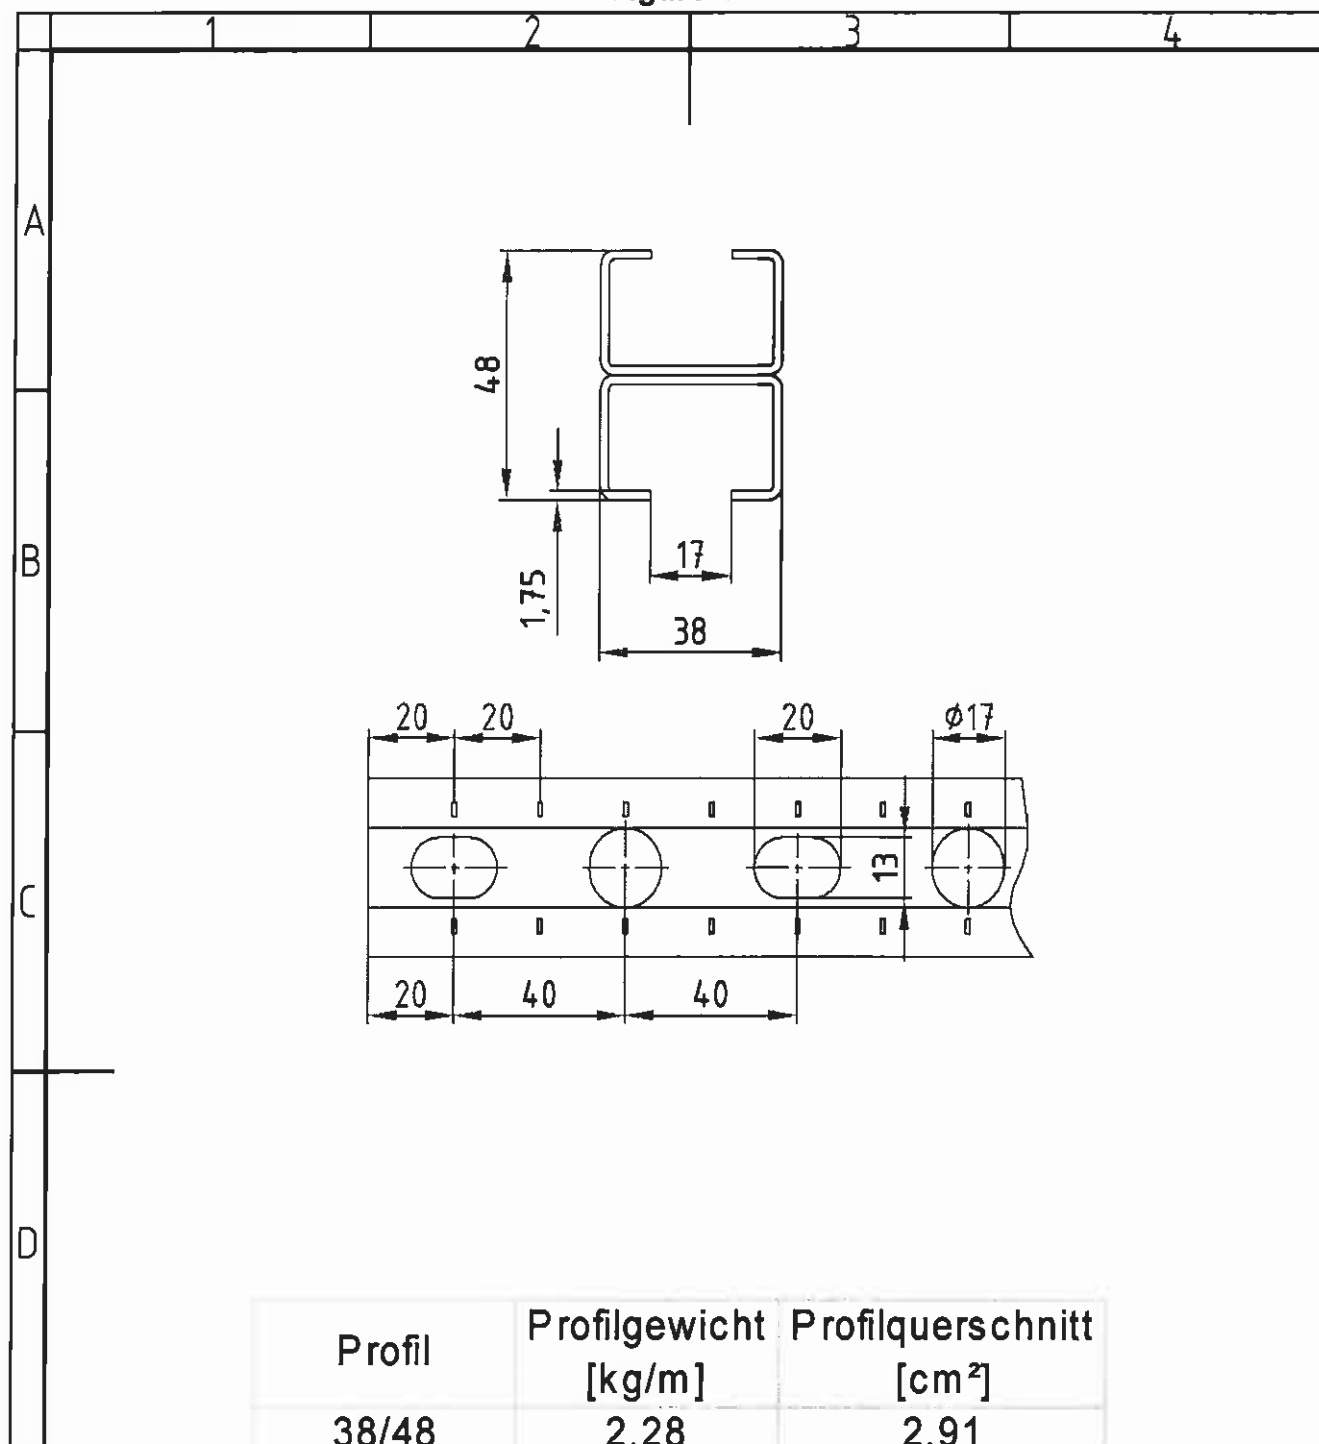 1 2 3 4
A
48
B
17
1,75
38
20 20 20 ø17
C
13
20 40 40
D
Profil
Profilgewicht
[kg/m]
Profilquerschnitt
[cm²]
38/48 2,28 2,91